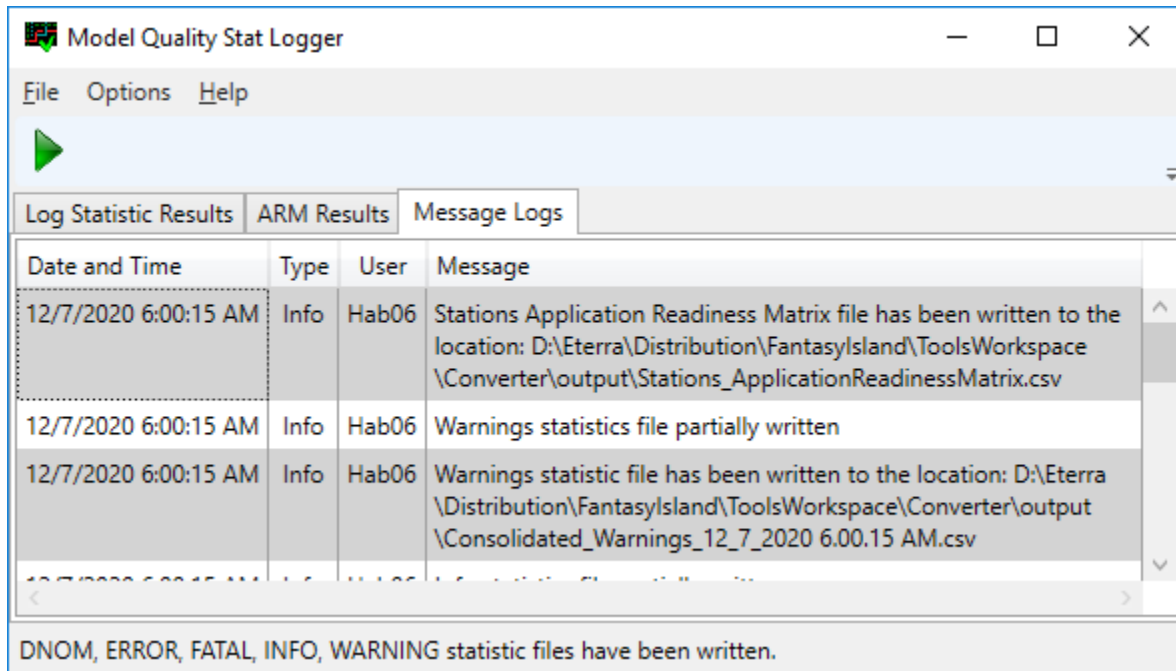 Model Quality Stat Logger
File Options Help
Log Statistic Results ARM Results Message Logs
Date and Time Type User Message
12/7/2020 6:00:15 AM Info Hab06 Stations Application Readiness Matrix file has been written to the
location: D:\Eterra\Distribution\FantasyIsland\ToolsWorkspace
\Converter\output\Stations_ApplicationReadinessMatrix.csv
12/7/2020 6:00:15 AM Info Hab06 Warnings statistics file partially written
12/7/2020 6:00:15 AM Info Hab06 Warnings statistic file has been written to the location: D:\Eterra
\Distribution\FantasyIsland\ToolsWorkspace\Converter\output
\Consolidated_Warnings_12_7_2020 6.00.15 AM.csv
DNOM, ERROR, FATAL, INFO, WARNING statistic files have been written.